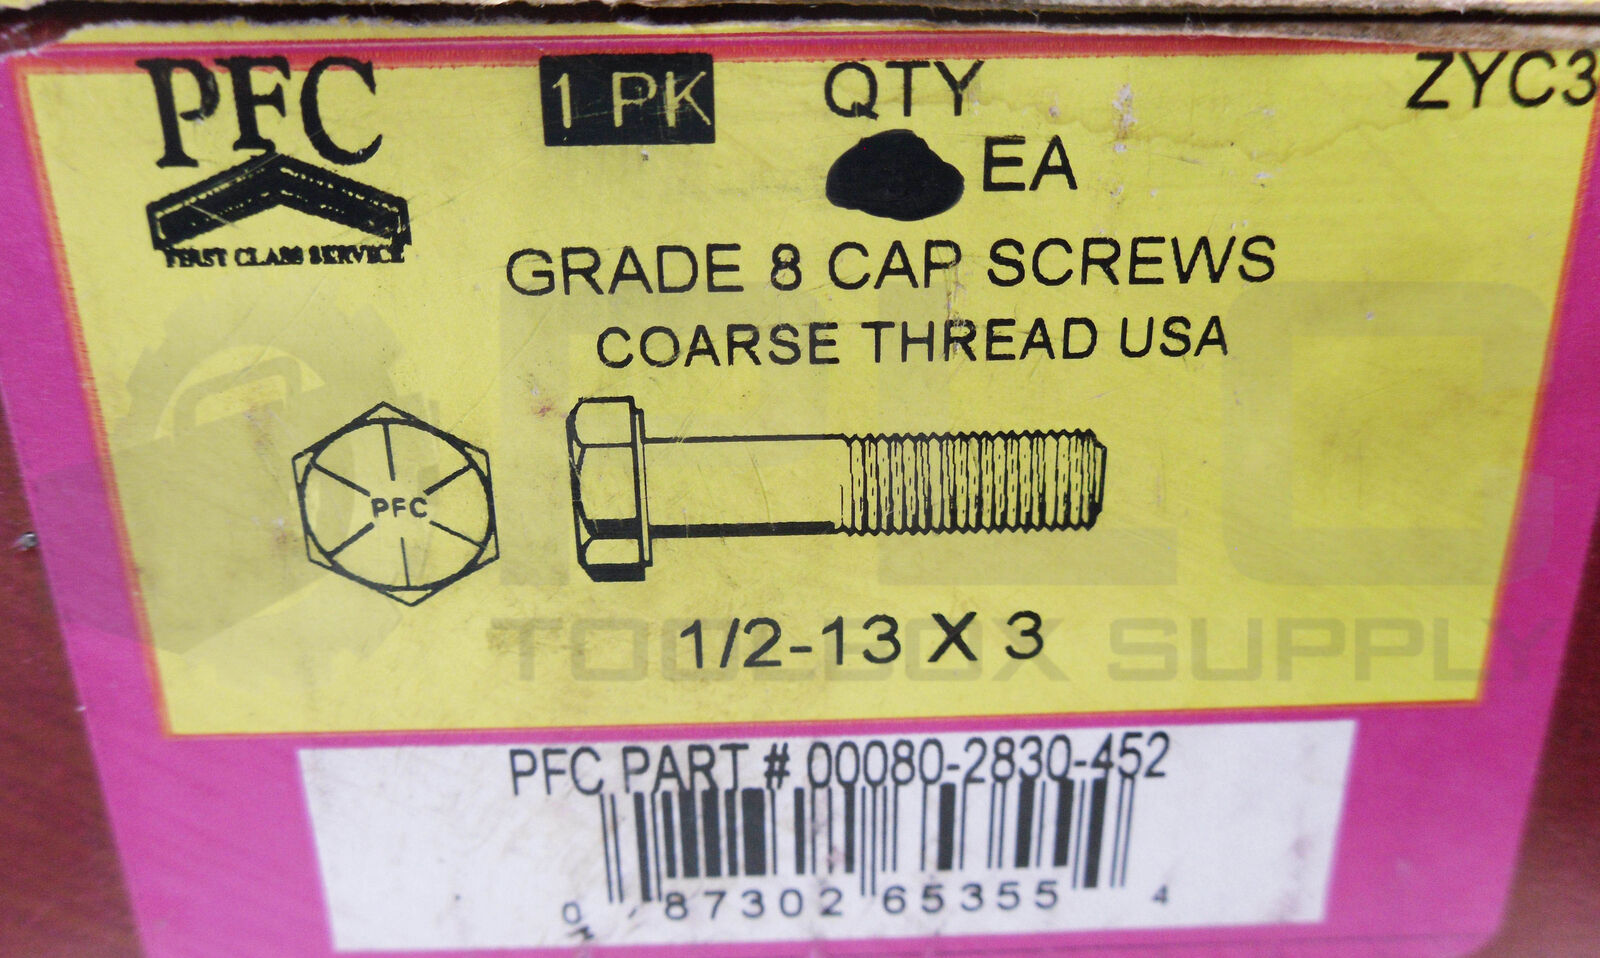 PFC
FIRST CLASS SERVICE
1 PK
QTY
EA
ZYC3
GRADE 8 CAP SCREWS
COARSE THREAD USA
PFC
1/2-13 X 3
TOOLBOX SUPPLY
PFC PART # 00080-2830-452
0 87302 65355 4